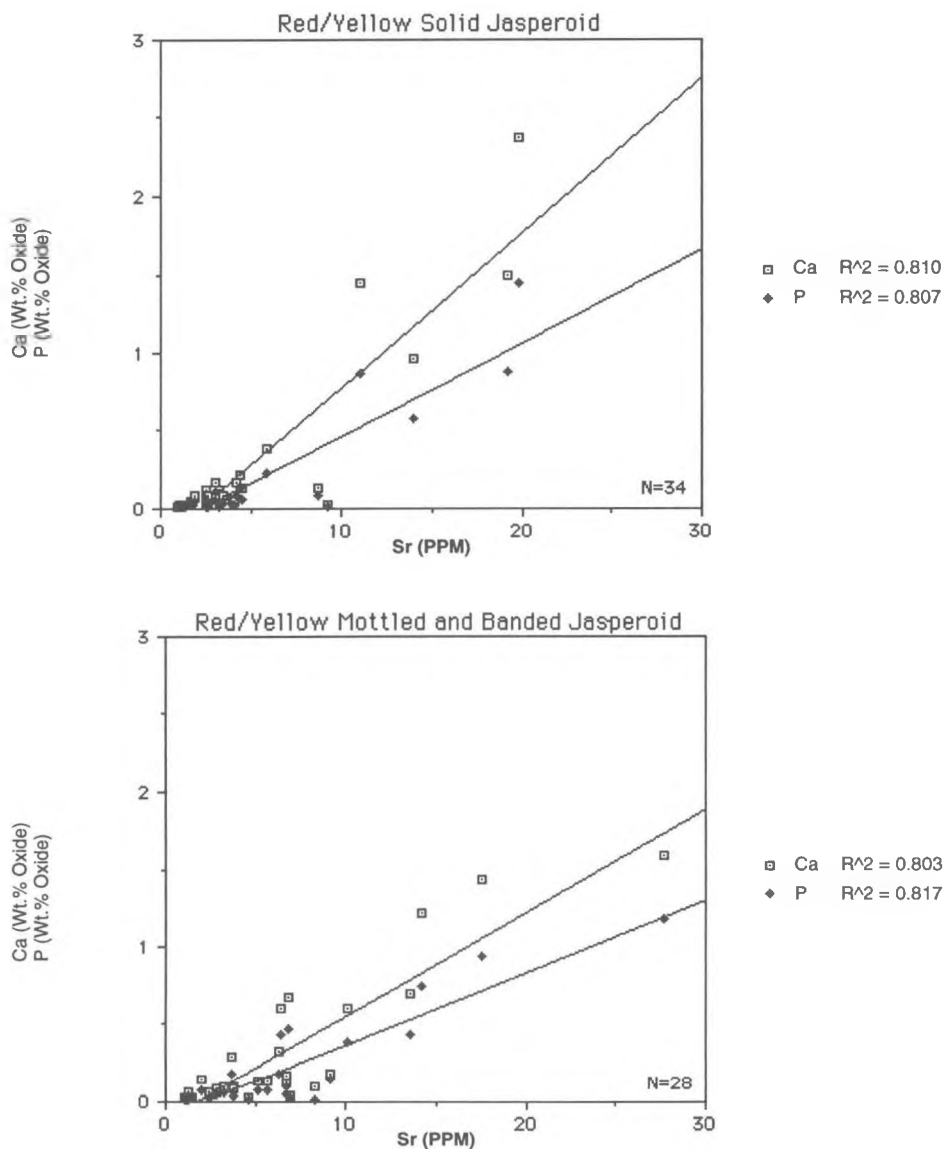 Red/Yellow Solid Jasperoid
3
2
1
0
Ca (Wt.% Oxide)
P (Wt.% Oxide)
0
10
20
30
Sr (PPM)
N=34
Ca R^2 = 0.810
P R^2 = 0.807
Red/Yellow Mottled and Banded Jasperoid
3
2
1
0
Ca (Wt.% Oxide)
P (Wt.% Oxide)
0
10
20
30
Sr (PPM)
N=28
Ca R^2 = 0.803
P R^2 = 0.817